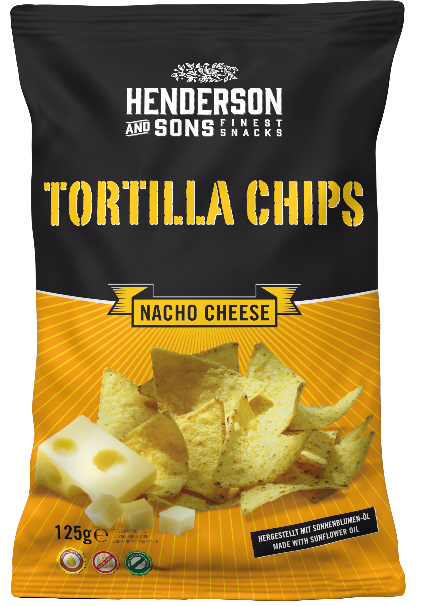 HENDERSON
AND SONS FINEST SNACKS
TORTILLA CHIPS
NACHO CHEESE
125g℮
HERGESTELLT MIT SONNENBLUMEN-ÖL
MADE WITH SUNFLOWER OIL